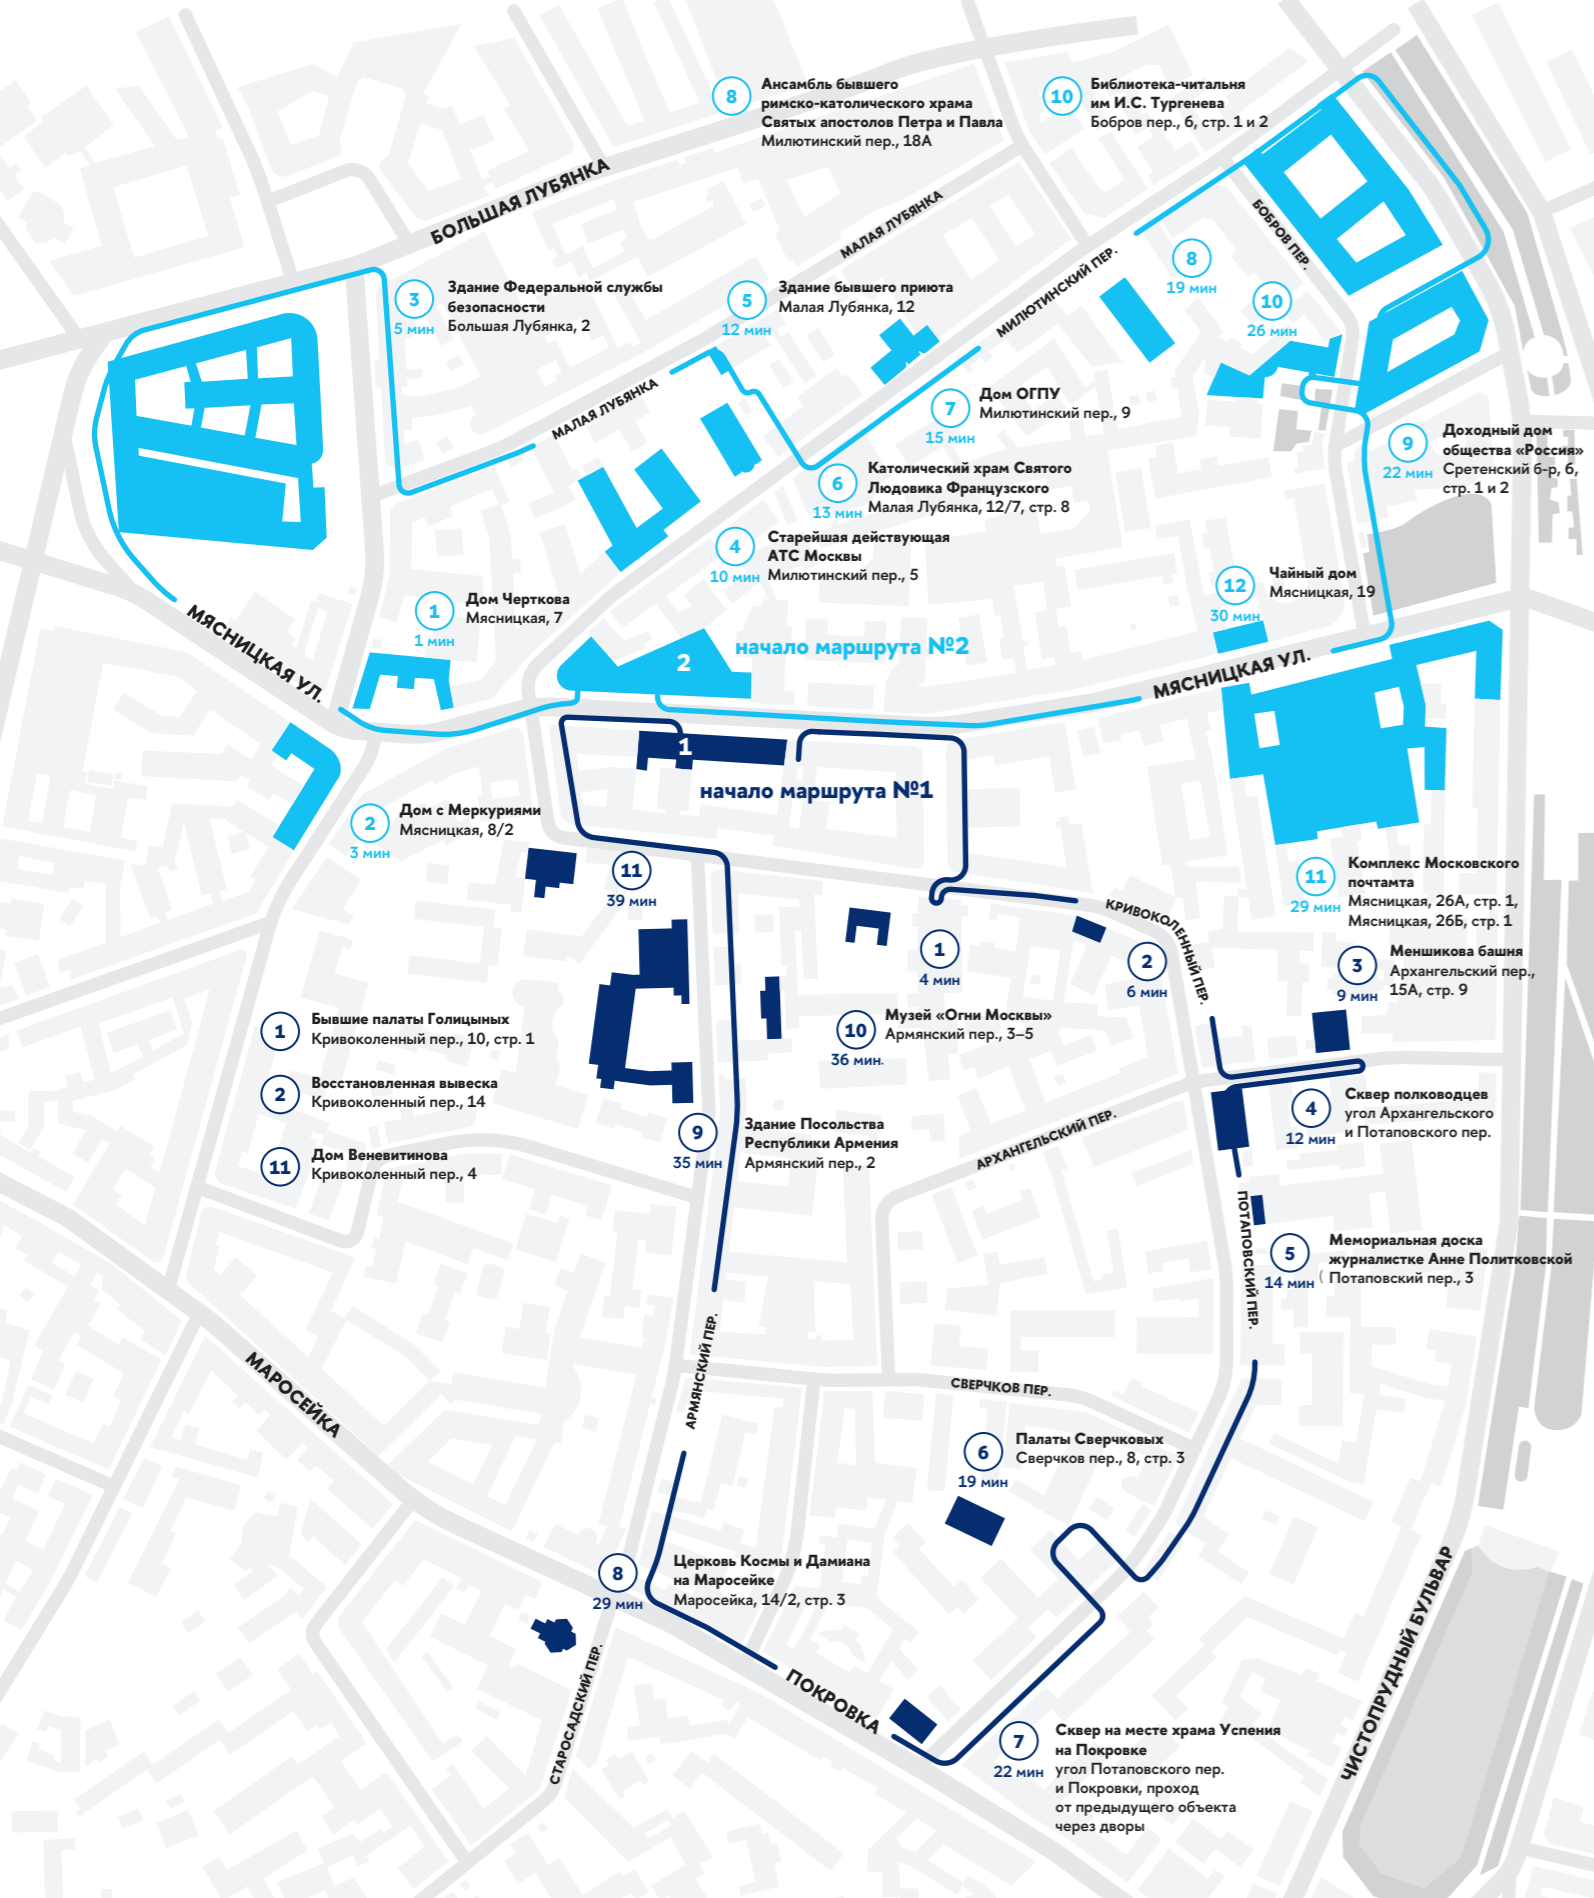 8
Ансамбль бывшего
римско-католического храма
Святых апостолов Петра и Павла
Милютинский пер., 18А
10
Библиотека-читальня
им И.С. Тургенева
Бобров пер., 6, стр. 1 и 2
БОЛЬШАЯ ЛУБЯНКА
МАЛАЯ ЛУБЯНКА
БОБРОВ ПЕР.
МИЛЮТИНСКИЙ ПЕР.
8
19 мин
10
26 мин
3
5 мин
Здание Федеральной службы
безопасности
Большая Лубянка, 2
5
12 мин
Здание бывшего приюта
Малая Лубянка, 12
МАЛАЯ ЛУБЯНКА
7
15 мин
Дом ОГПУ
Милютинский пер., 9
9
22 мин
Доходный дом
общества «Россия»
Сретенский б-р, 6,
стр. 1 и 2
6
13 мин
Католический храм Святого
Людовика Французского
Малая Лубянка, 12/7, стр. 8
4
10 мин
Старейшая действующая
АТС Москвы
Милютинский пер., 5
12
30 мин
Чайный дом
Мясницкая, 19
1
1 мин
Дом Черткова
Мясницкая, 7
МЯСНИЦКАЯ УЛ.
2
начало маршрута №2
МЯСНИЦКАЯ УЛ.
1
начало маршрута №1
2
3 мин
Дом с Меркуриями
Мясницкая, 8/2
11
39 мин
11
29 мин
Комплекс Московского
почтамта
Мясницкая, 26А, стр. 1,
Мясницкая, 26Б, стр. 1
КРИВОКОЛЕННЫЙ ПЕР.
1
4 мин
2
6 мин
3
9 мин
Меншикова башня
Архангельский пер.,
15А, стр. 9
1
Бывшие палаты Голицыных
Кривоколенный пер., 10, стр. 1
10
36 мин.
Музей «Огни Москвы»
Армянский пер., 3–5
2
Восстановленная вывеска
Кривоколенный пер., 14
4
12 мин
Сквер полководцев
угол Архангельского
и Потаповского пер.
9
35 мин
Здание Посольства
Республики Армения
Армянский пер., 2
АРХАНГЕЛЬСКИЙ ПЕР.
11
Дом Веневитинова
Кривоколенный пер., 4
ПОТАПОВСКИЙ ПЕР.
5
14 мин
Мемориальная доска
журналистке Анне Политковской
( Потаповский пер., 3
МАРОСЕЙКА
АРМЯНСКИЙ ПЕР.
СВЕРЧКОВ ПЕР.
6
19 мин
Палаты Сверчковых
Сверчков пер., 8, стр. 3
8
29 мин
Церковь Космы и Дамиана
на Маросейке
Маросейка, 14/2, стр. 3
СТАРОСАДСКИЙ ПЕР.
ПОКРОВКА
ЧИСТОПРУДНЫЙ БУЛЬВАР
7
22 мин
Сквер на месте храма Успения
на Покровке
угол Потаповского пер.
и Покровки, проход
от предыдущего объекта
через дворы